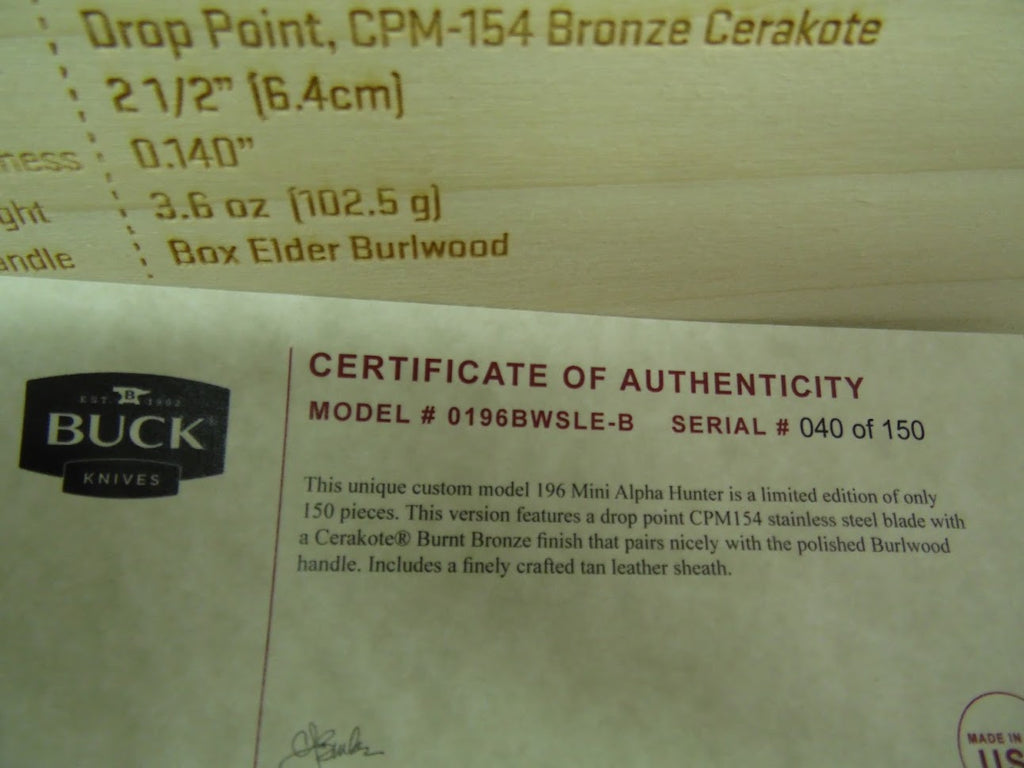 Drop Point, CPM-154 Bronze Cerakote
2 1/2" (6.4cm)
ness : 0.140"
ght : 3.6 oz (102.5 g)
andle : Box Elder Burlwood
EST. B 1902
BUCK®
KNIVES
CERTIFICATE OF AUTHENTICITY
MODEL # 0196BWSLE-B SERIAL # 040 of 150
This unique custom model 196 Mini Alpha Hunter is a limited edition of only
150 pieces. This version features a drop point CPM154 stainless steel blade with
a Cerakote® Burnt Bronze finish that pairs nicely with the polished Burlwood
handle. Includes a finely crafted tan leather sheath.
MADE IN
US